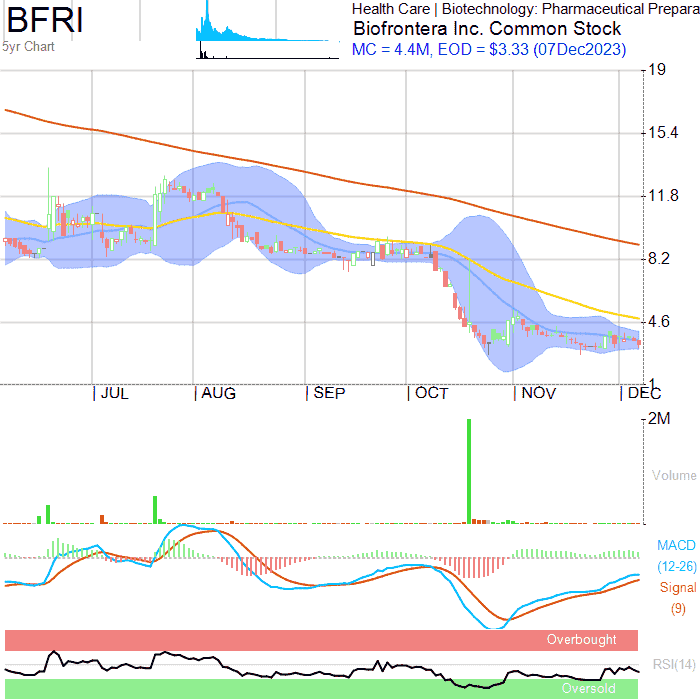 BFRI
5yr Chart
Health Care | Biotechnology: Pharmaceutical Prepara
Biofrontera Inc. Common Stock
MC = 4.4M, EOD = $3.33 (07Dec2023)
19
15.4
11.8
8.2
4.6
1
JUL
AUG
SEP
OCT
NOV
DEC
2M
Volume
MACD
(12-26)
Signal
(9)
Overbought
RSI(14)
Oversold